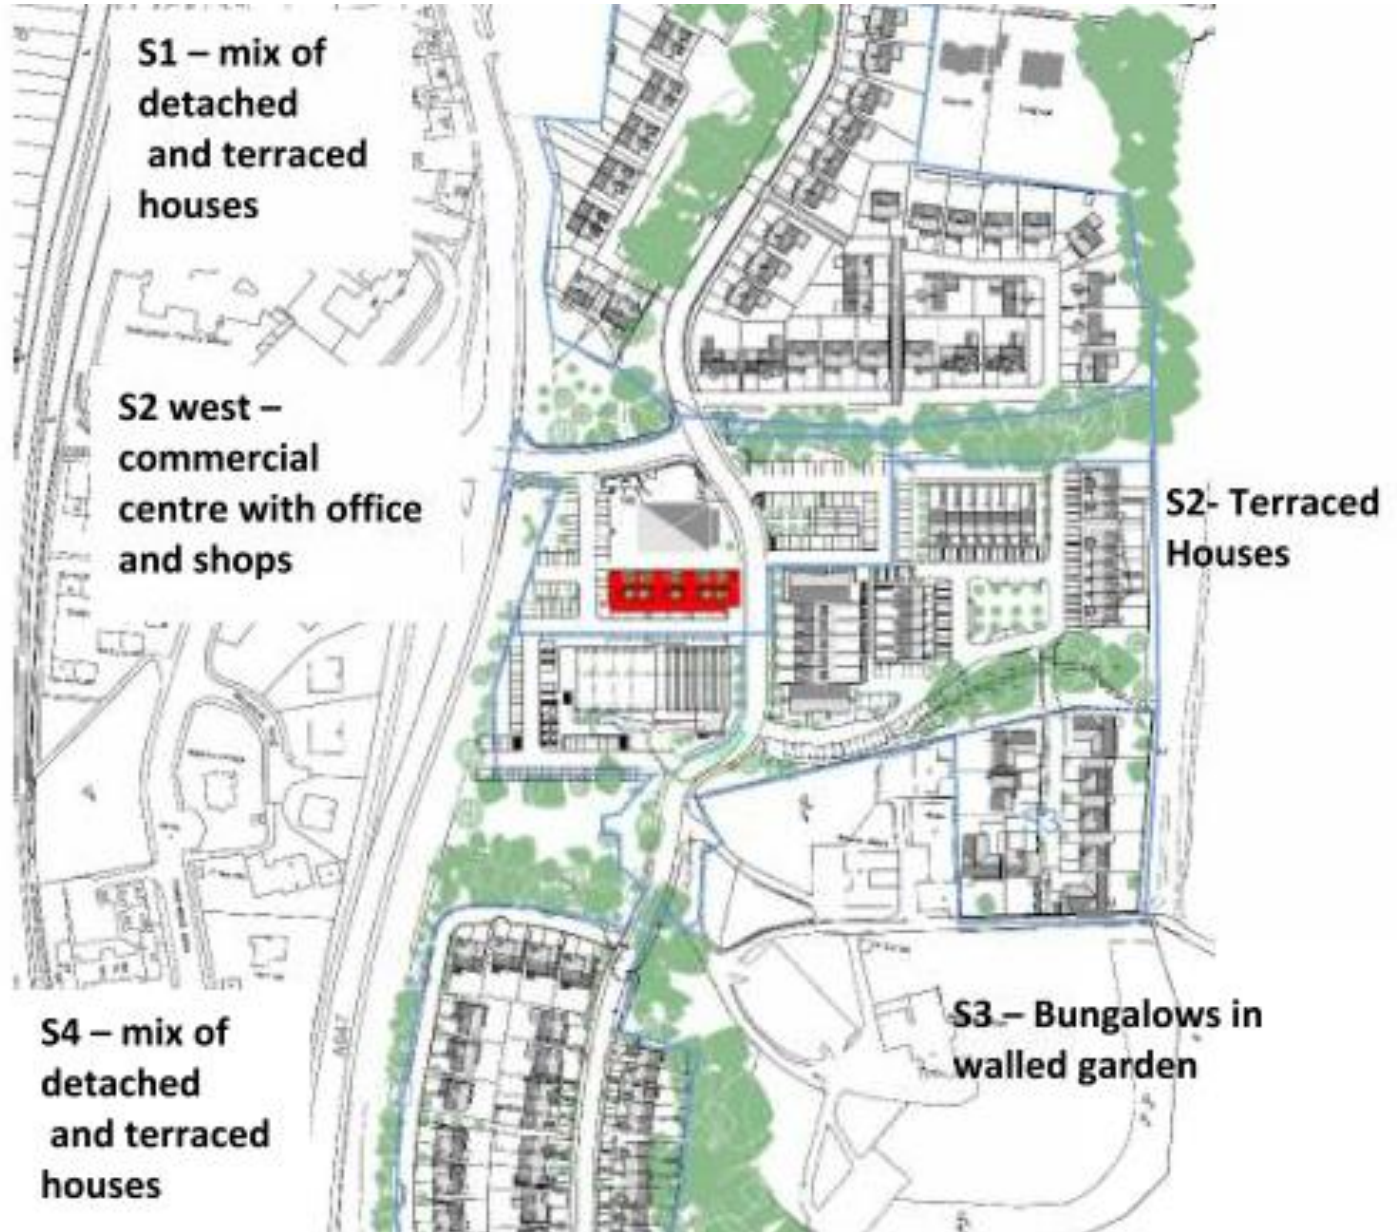 S1 – mix of
detached
and terraced
houses
S2 west –
commercial
centre with office
and shops
S2- Terraced
Houses
S3 – Bungalows in
walled garden
S4 – mix of
detached
and terraced
houses